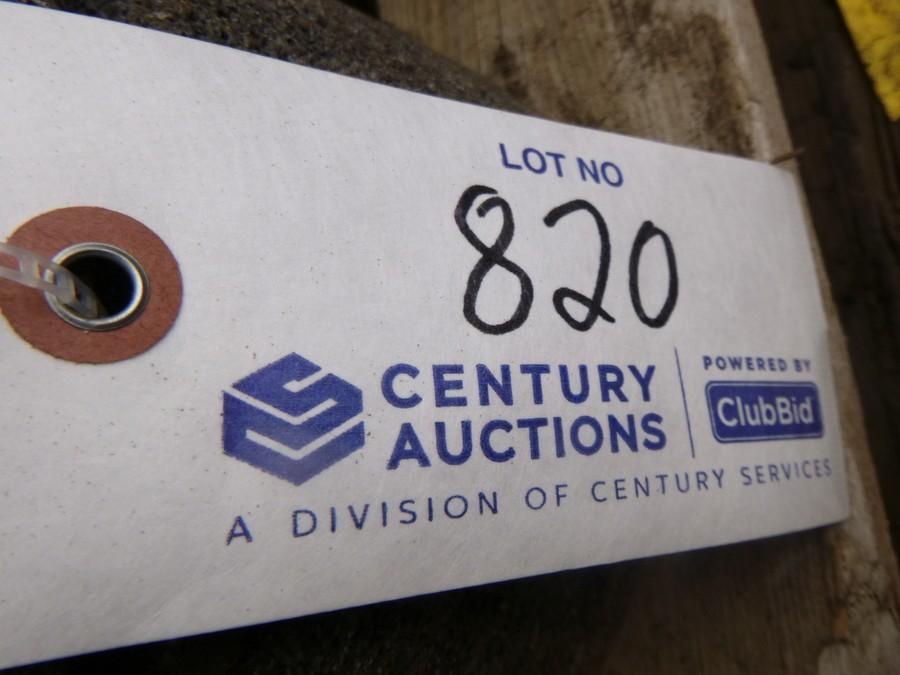 LOT NO
820
CENTURY
AUCTIONS
POWERED BY
ClubBid
A DIVISION OF CENTURY SERVICES